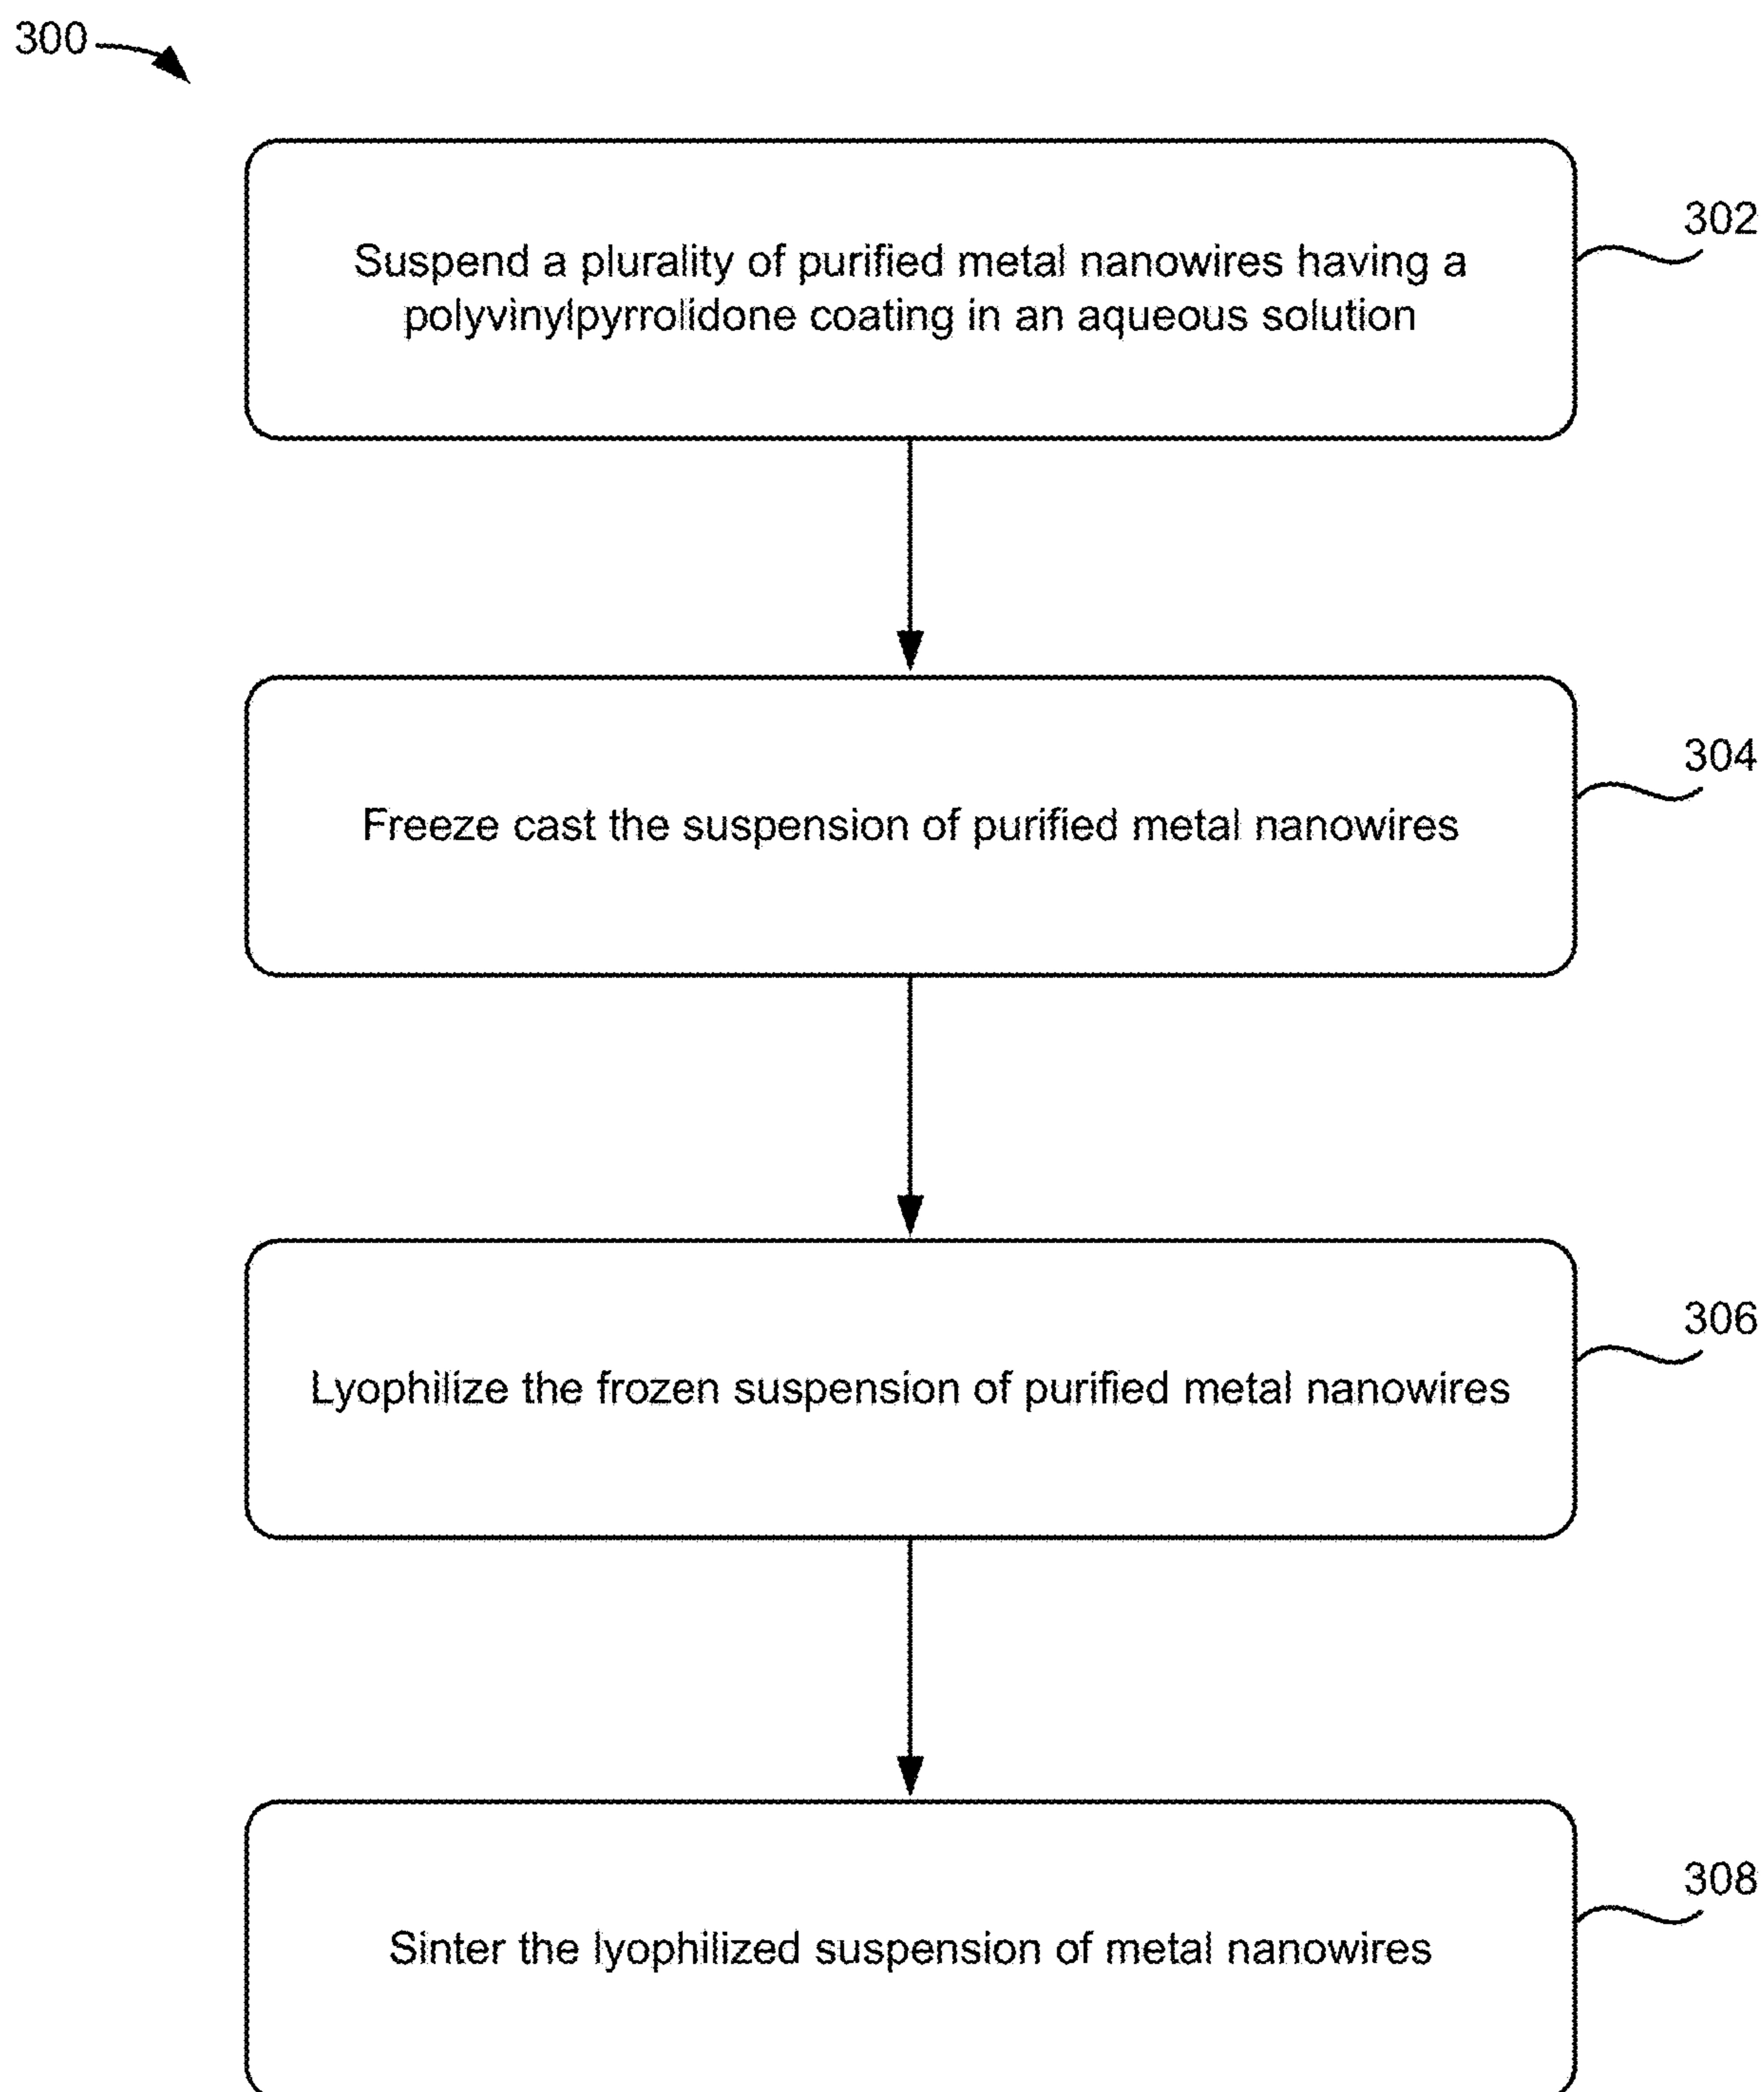 300
302
Suspend a plurality of purified metal nanowires having a
polyvinylpyrrolidone coating in an aqueous solution
304
Freeze cast the suspension of purified metal nanowires
306
Lyophilize the frozen suspension of purified metal nanowires
308
Sinter the lyophilized suspension of metal nanowires